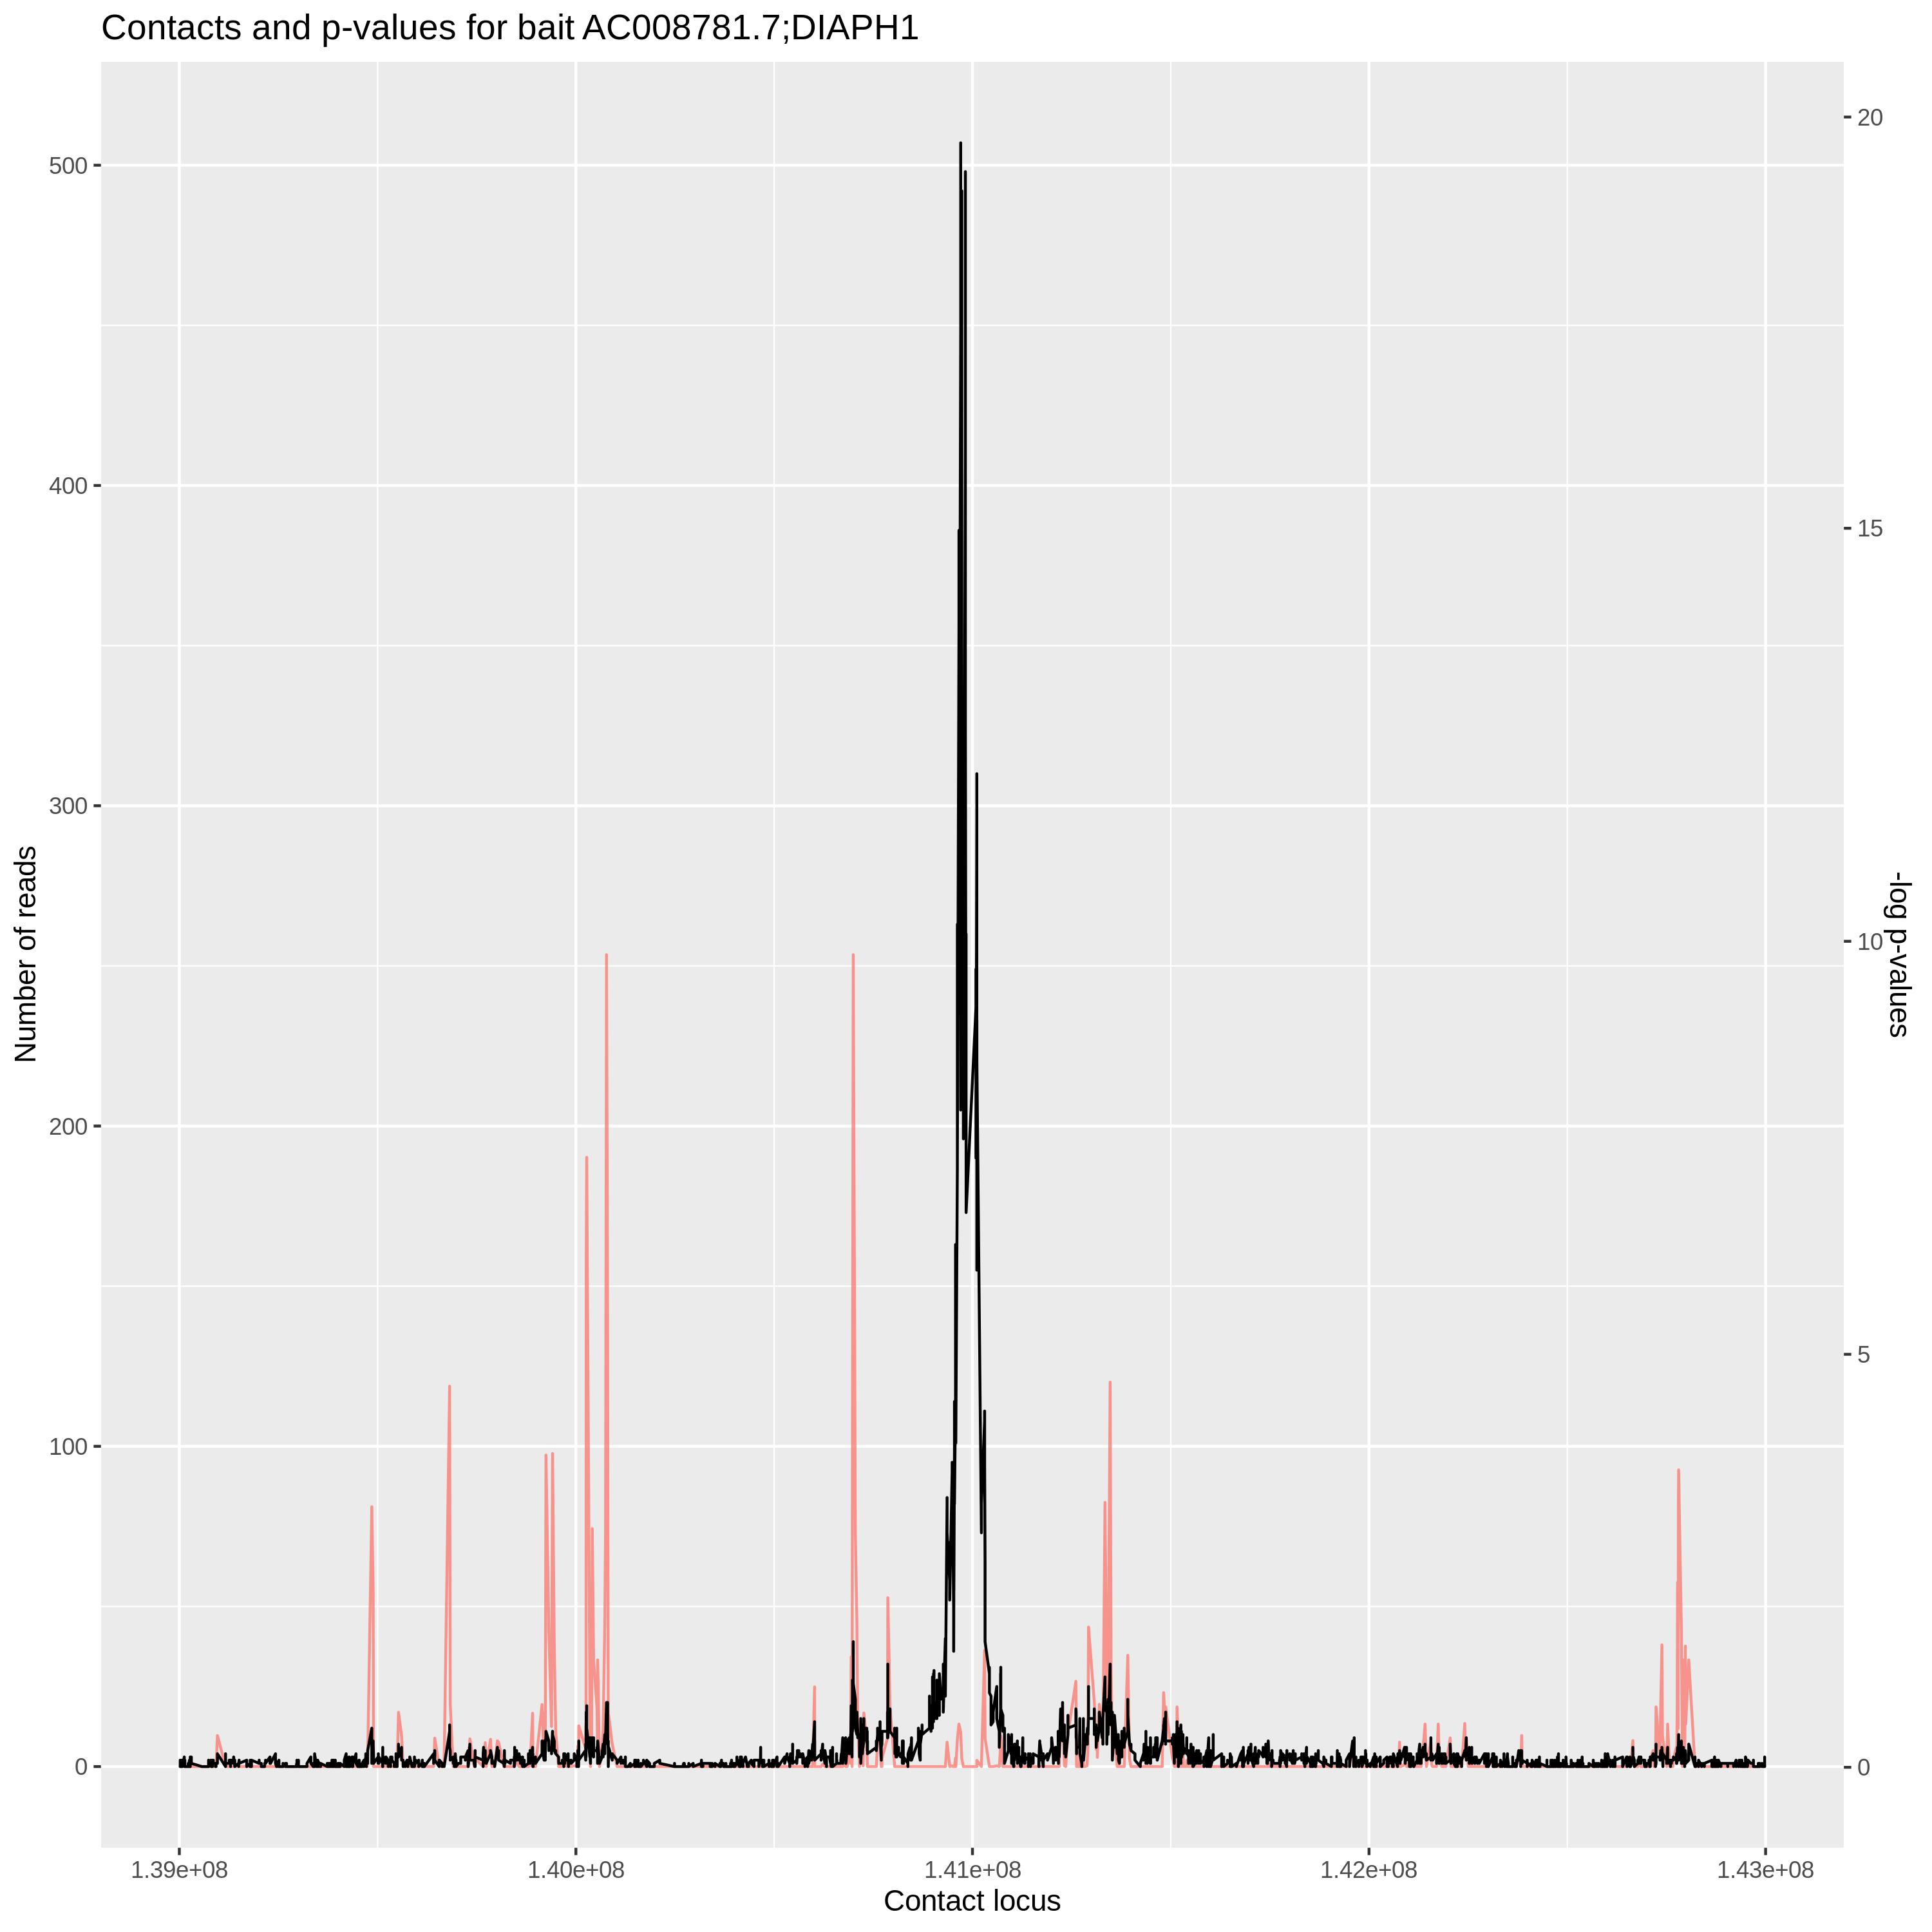 Contacts and p-values for bait AC008781.7;DIAPH1
Number of reads
500
400
300
200
100
0
20
15
10
5
0
-log p-values
1.39e+08
1.40e+08
1.41e+08
1.42e+08
1.43e+08
Contact locus